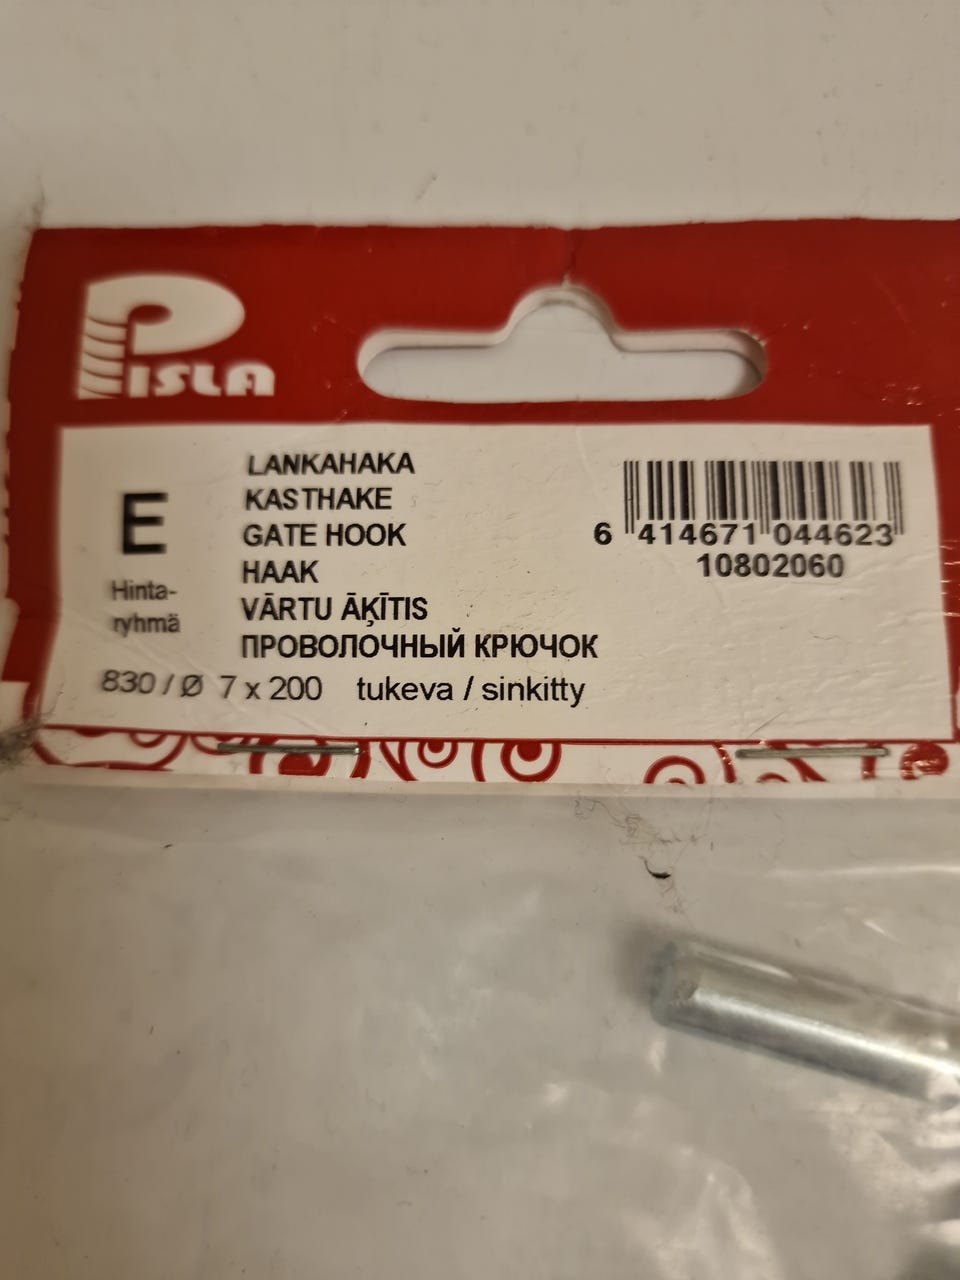 PISLA
LANKAHAKA
KASTHAKE
GATE HOOK
HAAK
VĀRTU ĀĶĪTIS
ПРОВОЛОЧНЫЙ КРЮЧОК
E
Hinta-
ryhmä
830 / Ø 7 x 200 tukeva / sinkitty
6 414671 044623
10802060